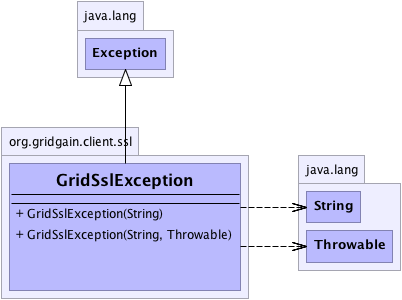 java.lang
Exception
org.gridgain.client.ssl
GridSslException
+ GridSslException(String)
+ GridSslException(String, Throwable)
java.lang
String
Throwable